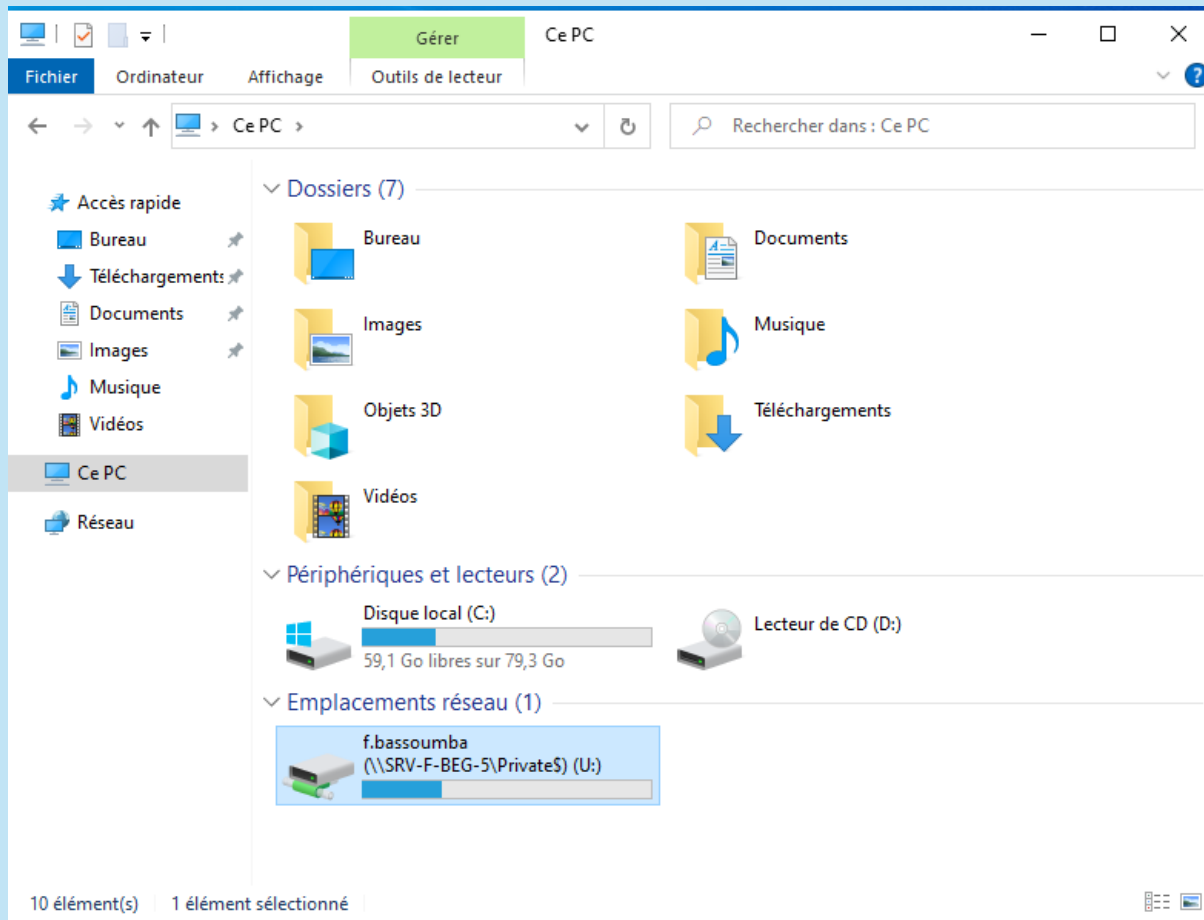 Gérer
Ce PC
Fichier
Ordinateur
Affichage
Outils de lecteur
?
Ce PC
Rechercher dans : Ce PC
Accès rapide
Bureau
Téléchargements
Documents
Images
Musique
Vidéos
Ce PC
Réseau
Dossiers (7)
Bureau
Documents
Images
Musique
Objets 3D
Téléchargements
Vidéos
Périphériques et lecteurs (2)
Disque local (C:)
59,1 Go libres sur 79,3 Go
Lecteur de CD (D:)
Emplacements réseau (1)
f.bassoumba
(\\SRV-F-BEG-5\Private$) (U:)
10 élément(s)
1 élément sélectionné